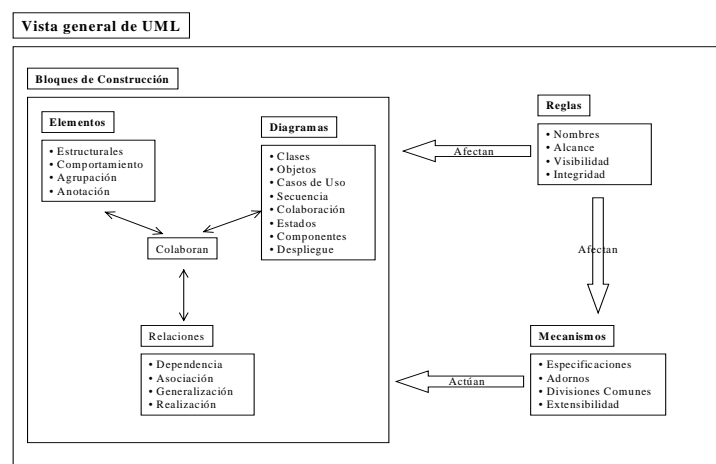 Vista general de UML
Bloques de Construcción
Elementos
• Estructurales
• Comportamiento
• Agrupación
• Anotación
Diagramas
• Clases
• Objetos
• Casos de Uso
• Secuencia
• Colaboración
• Estados
• Componentes
• Despliegue
Colaboran
Relaciones
• Dependencia
• Asociación
• Generalización
• Realización
Afectan
Reglas
• Nombres
• Alcance
• Visibilidad
• Integridad
Afectan
Mecanismos
• Especificaciones
• Adornos
• Divisiones Comunes
• Extensibilidad
Actúan